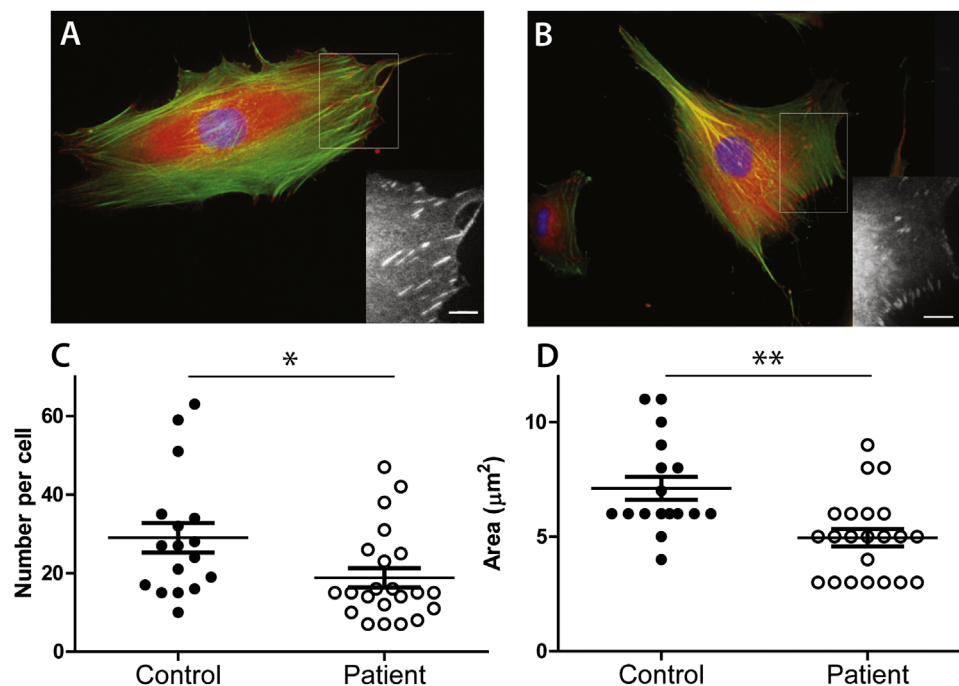 A
B
C
*
Number per cell
60
40
20
0
Control
Patient
D
**
Area (μm²)
10
5
0
Control
Patient